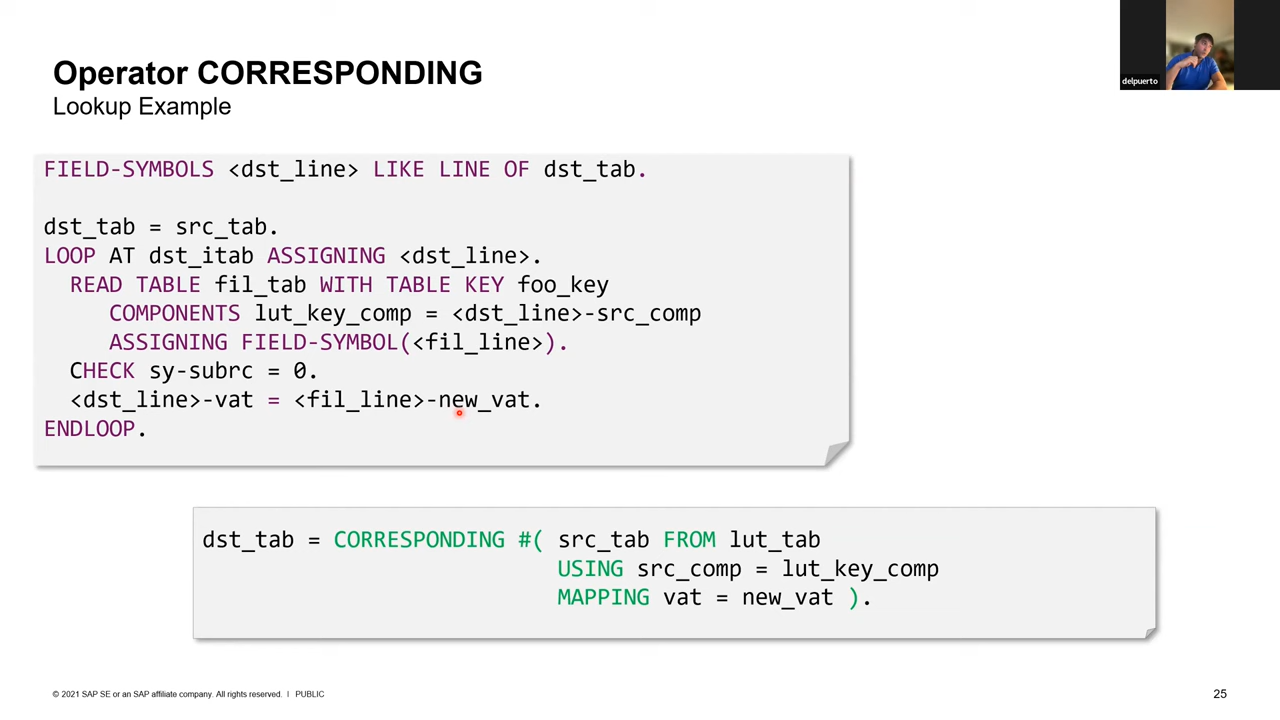 Operator CORRESPONDING
Lookup Example
delpuerto
FIELD-SYMBOLS <dst_line> LIKE LINE OF dst_tab.
dst_tab = src_tab.
LOOP AT dst_itab ASSIGNING <dst_line>.
READ TABLE fil_tab WITH TABLE KEY foo_key
COMPONENTS lut_key_comp = <dst_line>-src_comp
ASSIGNING FIELD-SYMBOL(<fil_line>).
CHECK sy-subrc = 0.
<dst_line>-vat = <fil_line>-new_vat.
ENDLOOP.
dst_tab = CORRESPONDING #( src_tab FROM lut_tab
USING src_comp = lut_key_comp
MAPPING vat = new_vat ).
© 2021 SAP SE or an SAP affiliate company. All rights reserved. I PUBLIC
25